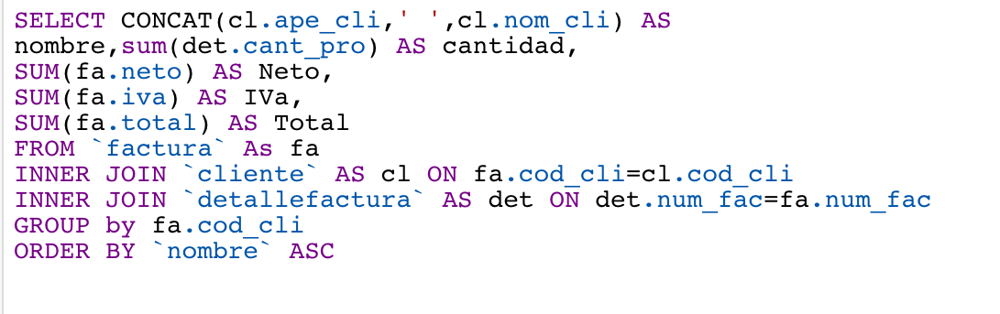 SELECT CONCAT(cl.ape_cli,' ',cl.nom_cli) AS
nombre,sum(det.cant_pro) AS cantidad,
SUM(fa.neto) AS Neto,
SUM(fa.iva) AS IVa,
SUM(fa.total) AS Total
FROM `factura` As fa
INNER JOIN `cliente` AS cl ON fa.cod_cli=cl.cod_cli
INNER JOIN `detallefactura` AS det ON det.num_fac=fa.num_fac
GROUP by fa.cod_cli
ORDER BY `nombre` ASC